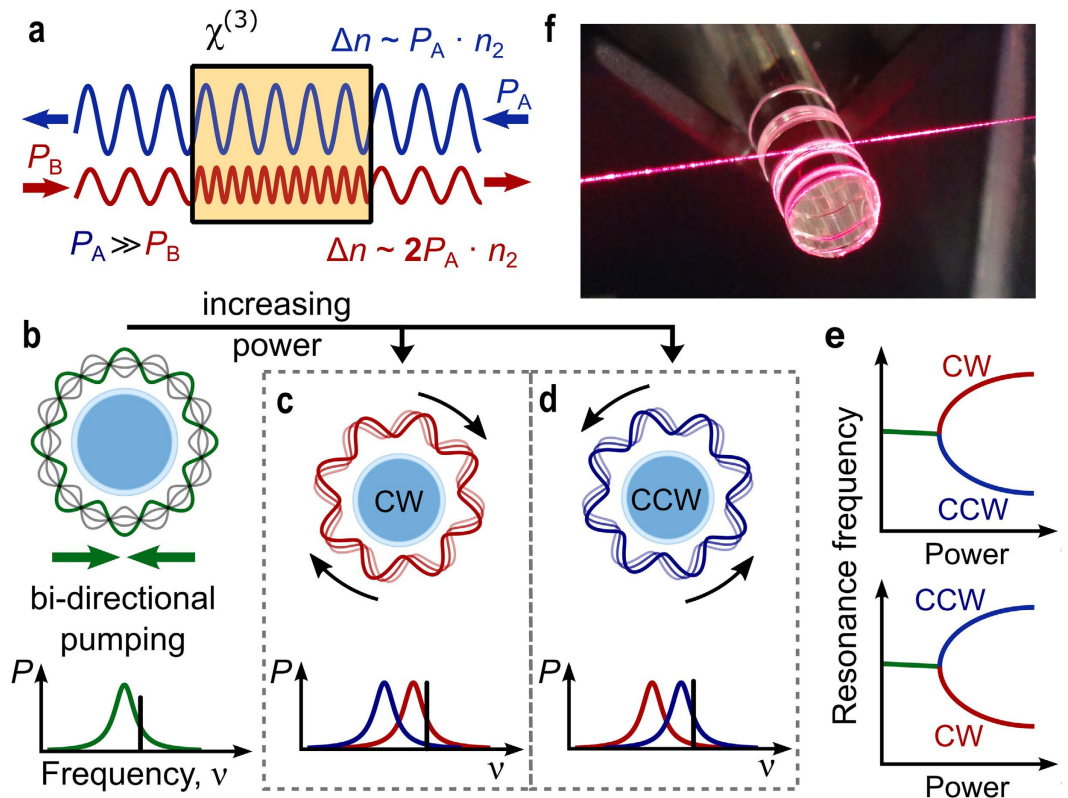 a
χ(3)
Δn ~ PA · n2
PA
PB
PA ≫ PB
Δn ~ 2PA · n2
f
increasing
power
b
bi-directional
pumping
P
Frequency, ν
c
CW
P
ν
d
CCW
P
ν
e
Resonance frequency
CW
CCW
Power
CCW
CW
Power